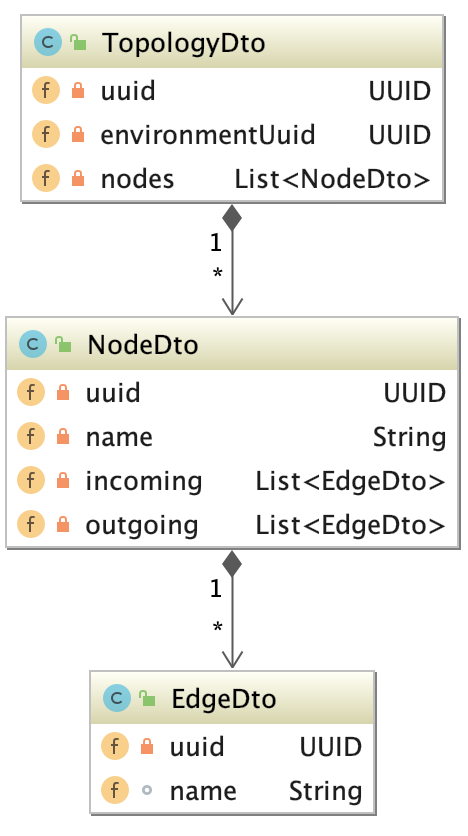 C TopologyDto
f uuid UUID
f environmentUuid UUID
f nodes List<NodeDto>
1
*
C NodeDto
f uuid UUID
f name String
f incoming List<EdgeDto>
f outgoing List<EdgeDto>
1
*
C EdgeDto
f uuid UUID
f name String